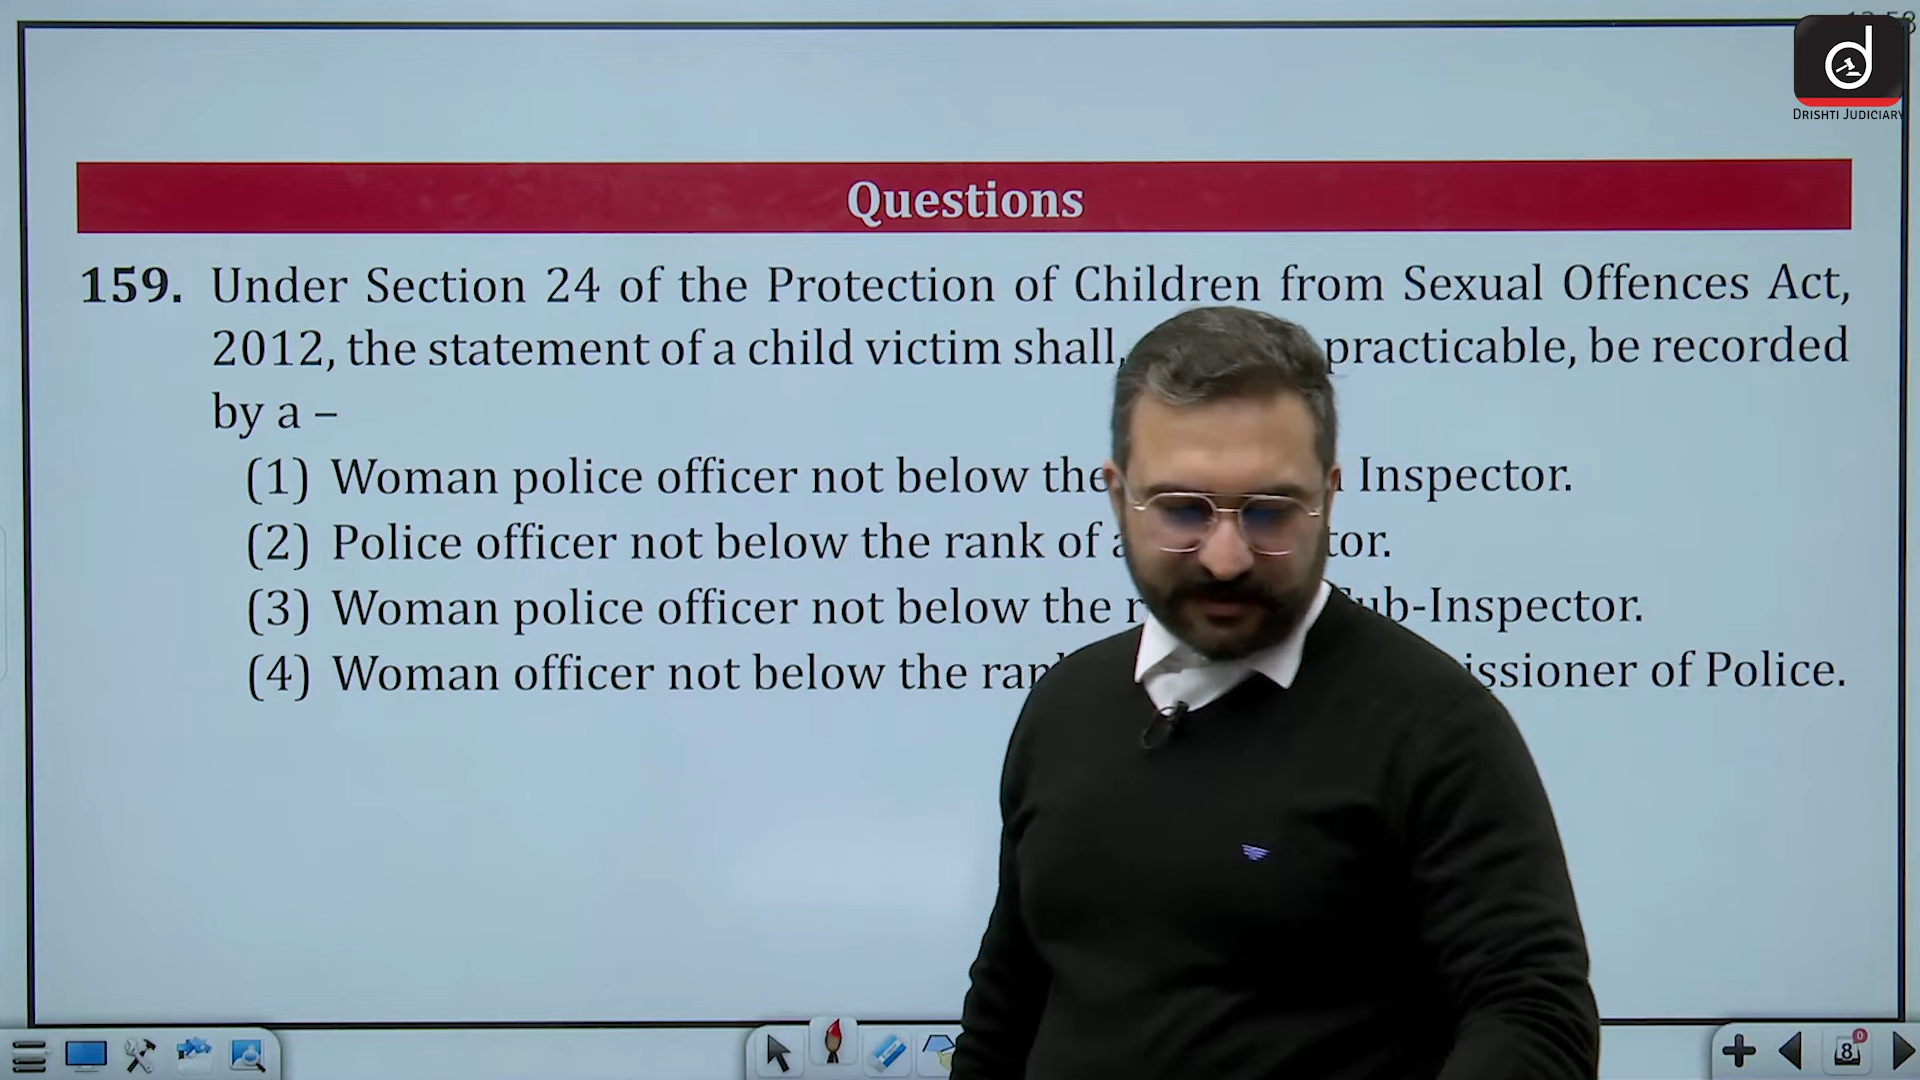 DRISHTI JUDICIARY
Questions
159. Under Section 24 of the Protection of Children from Sexual Offences Act,
2012, the statement of a child victim shall, practicable, be recorded
by a –
(1) Woman police officer not below the Inspector.
(2) Police officer not below the rank of
(3) Woman police officer not below the Sub-Inspector.
(4) Woman officer not below the of Police.
8
0